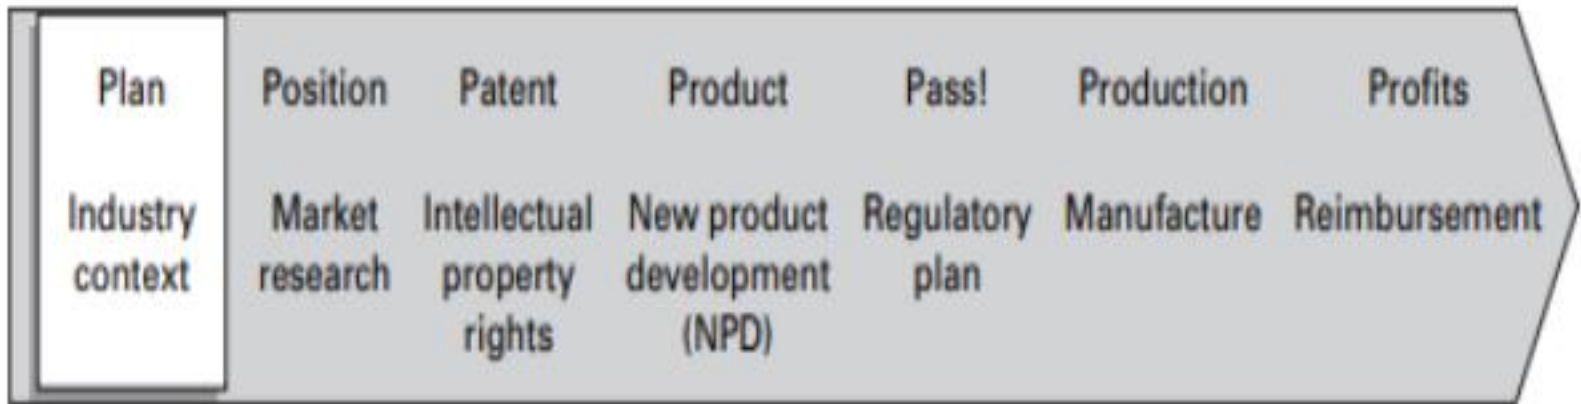 Plan Position Patent Product Pass! Production Profits
Industry Market Intellectual New product Regulatory Manufacture Reimbursement
context research property development plan
rights (NPD)